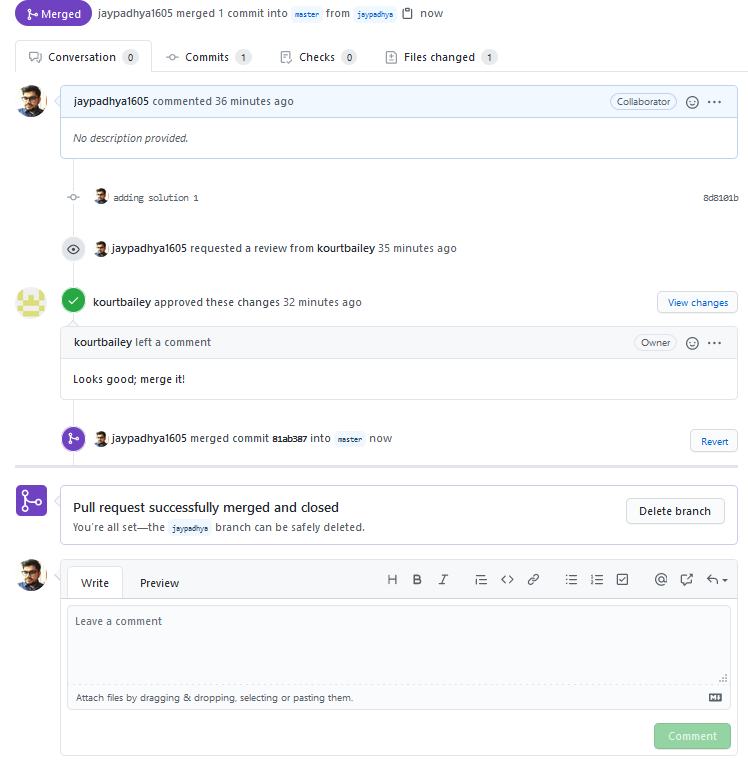 Merged jaypadhya1605 merged 1 commit into master from jaypadhya now
Conversation 0 Commits 1 Checks 0 Files changed 1
jaypadhya1605 commented 36 minutes ago Collaborator
No description provided.
adding solution 1 8d8101b
jaypadhya1605 requested a review from kourtbailey 35 minutes ago
kourtbailey approved these changes 32 minutes ago View changes
kourtbailey left a comment Owner
Looks good; merge it!
jaypadhya1605 merged commit 81ab387 into master now Revert
Pull request successfully merged and closed
You're all set—the jaypadhya branch can be safely deleted.
Delete branch
Write Preview
Leave a comment
Attach files by dragging & dropping, selecting or pasting them.
Comment